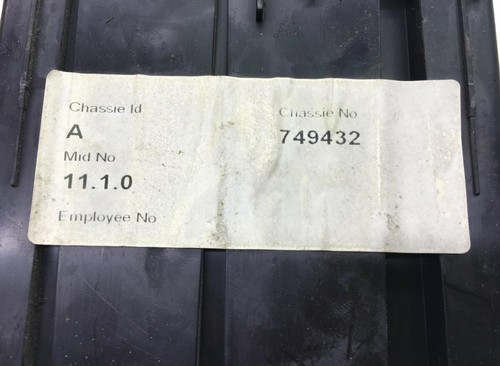 Chassie Id
Chassie No
A
749432
Mid No
11.1.0
Employee No